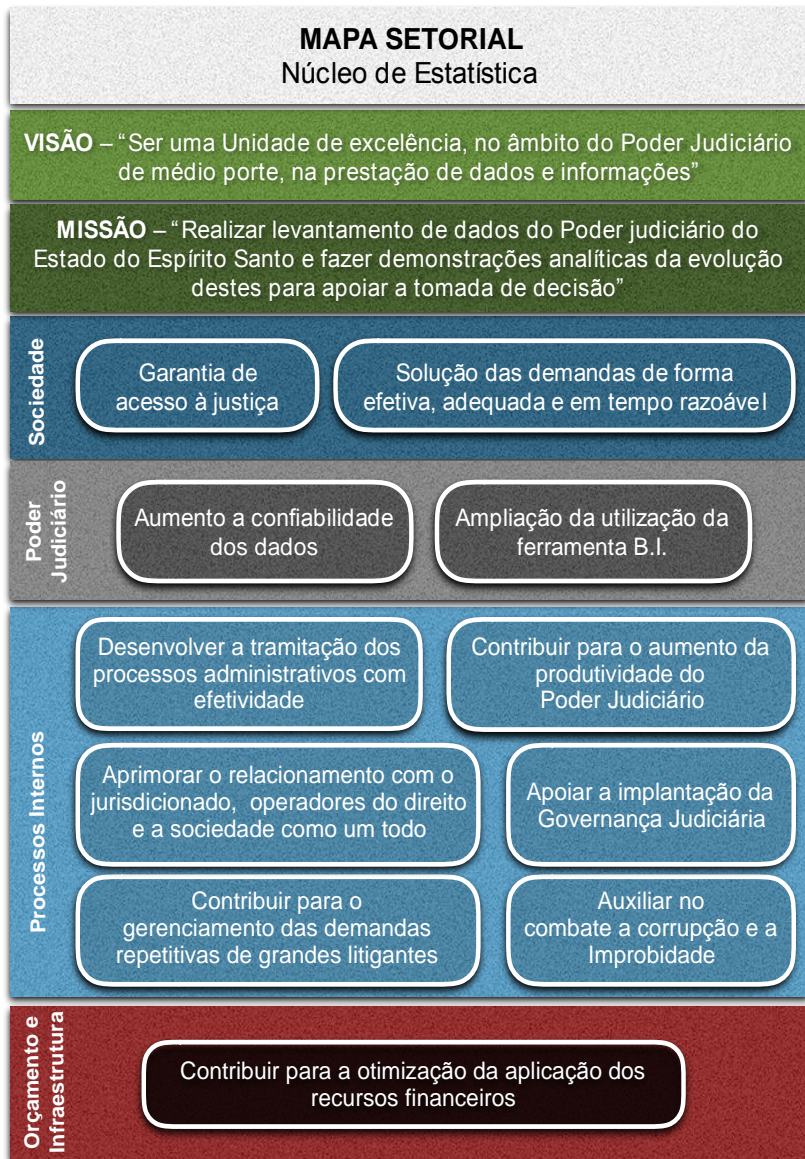 MAPA SETORIAL
Núcleo de Estatística
VISÃO – “Ser uma Unidade de excelência, no âmbito do Poder Judiciário
de médio porte, na prestação de dados e informações”
MISSÃO – “Realizar levantamento de dados do Poder judiciário do
Estado do Espírito Santo e fazer demonstrações analíticas da evolução
destes para apoiar a tomada de decisão”
Sociedade
Garantia de
acesso à justiça
Solução das demandas de forma
efetiva, adequada e em tempo razoável
Poder
Judiciário
Aumento a confiabilidade
dos dados
Ampliação da utilização da
ferramenta B.I.
Processos Internos
Desenvolver a tramitação dos
processos administrativos com
efetividade
Contribuir para o aumento da
produtividade do
Poder Judiciário
Aprimorar o relacionamento com o
jurisdicionado, operadores do direito
e a sociedade como um todo
Apoiar a implantação da
Governança Judiciária
Contribuir para o
gerenciamento das demandas
repetitivas de grandes litigantes
Auxiliar no
combate a corrupção e a
Improbidade
Orçamento e
Infraestrutura
Contribuir para a otimização da aplicação dos
recursos financeiros